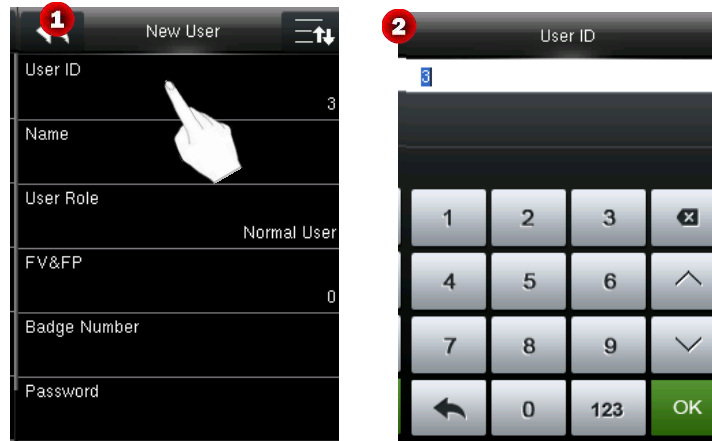 1
New User
User ID
3
Name
User Role
Normal User
FV&FP
0
Badge Number
Password
2
User ID
3
1 2 3
4 5 6
7 8 9
0 123 OK